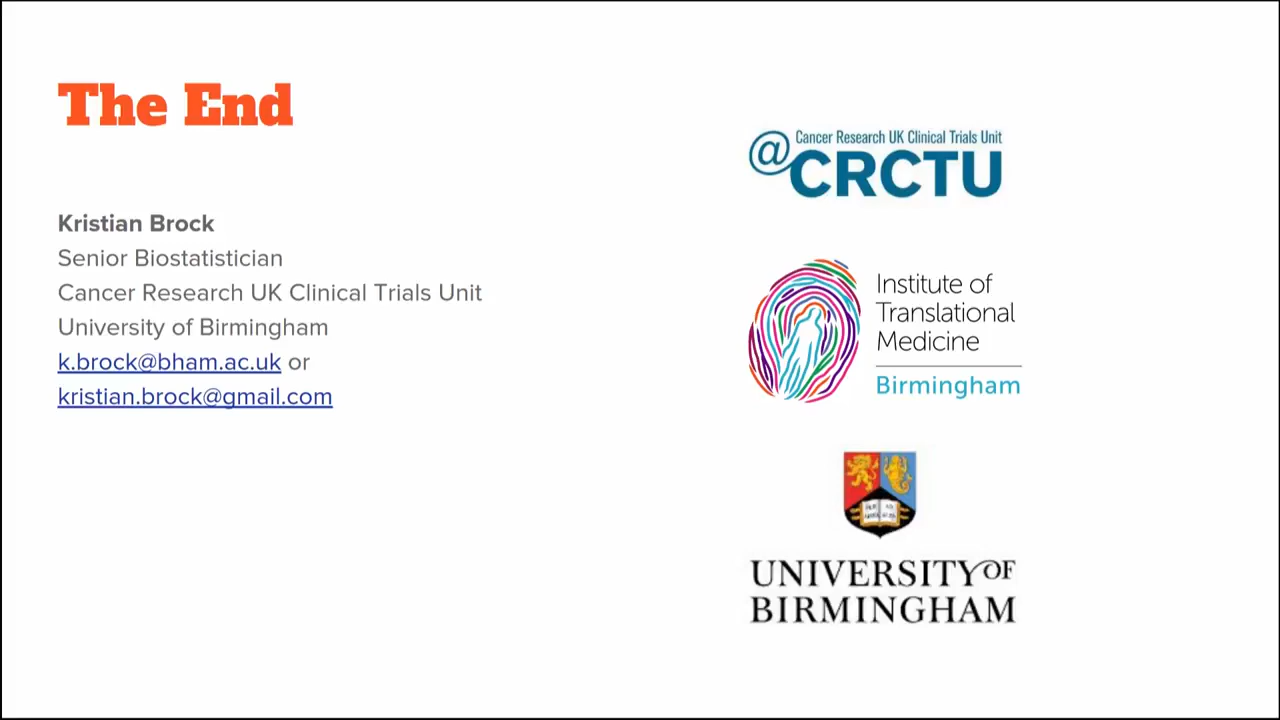 The End
Kristian Brock
Senior Biostatistician
Cancer Research UK Clinical Trials Unit
University of Birmingham
k.brock@bham.ac.uk or
kristian.brock@gmail.com
Cancer Research UK Clinical Trials Unit
@CRCTU
Institute of
Translational
Medicine
Birmingham
UNIVERSITY OF
BIRMINGHAM